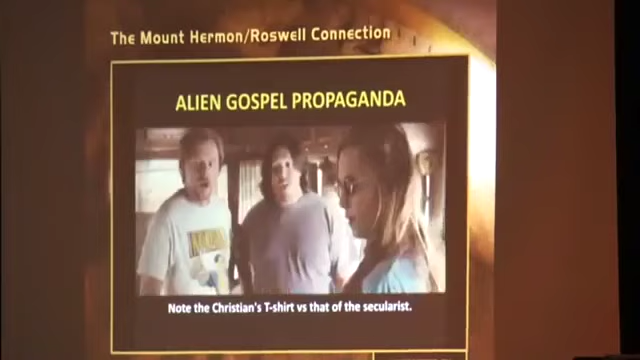 The Mount Hermon/Roswell Connection
ALIEN GOSPEL PROPAGANDA
Note the Christian's T-shirt vs that of the secularist.